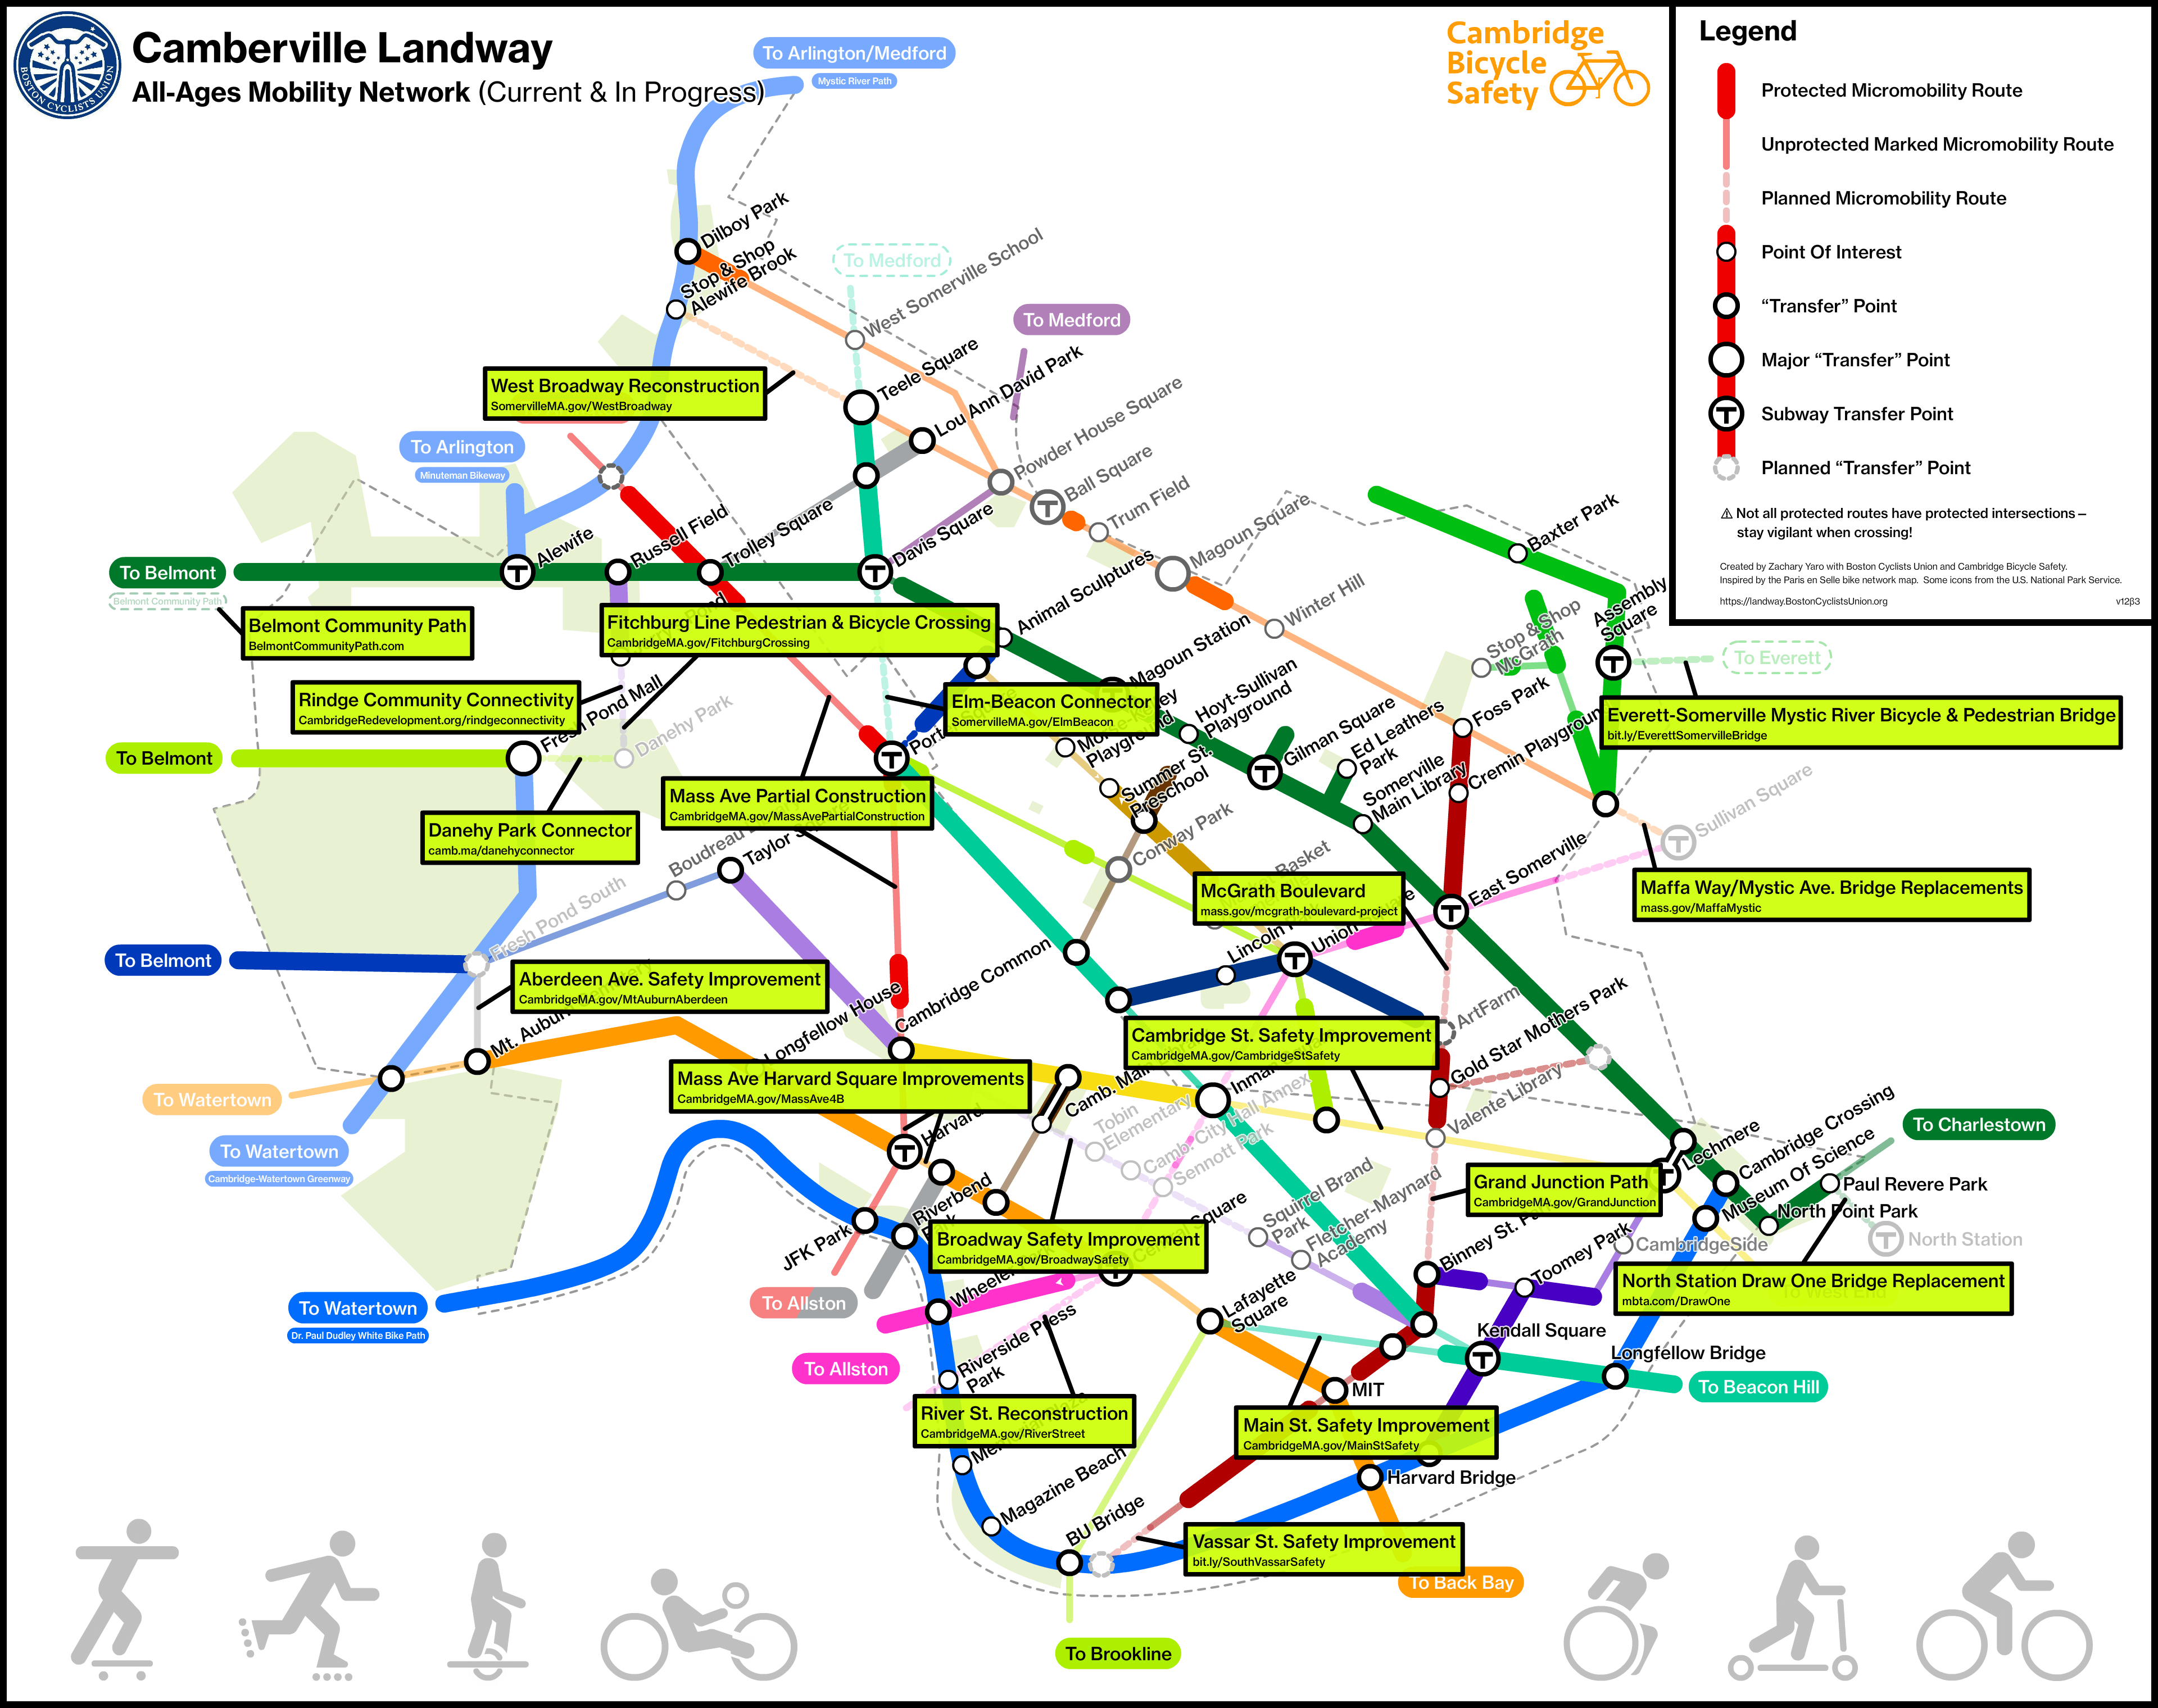 BOSTON CYCLISTS UNION
Camberville Landway
All-Ages Mobility Network (Current & In Progress)
Cambridge
Bicycle
Safety
Legend
Protected Micromobility Route
Unprotected Marked Micromobility Route
Planned Micromobility Route
Point Of Interest
“Transfer” Point
Major “Transfer” Point
Subway Transfer Point
Planned “Transfer” Point
⚠ Not all protected routes have protected intersections –
stay vigilant when crossing!
Created by Zachary Yaro with Boston Cyclists Union and Cambridge Bicycle Safety.
Inspired by the Paris en Selle bike network map. Some icons from the U.S. National Park Service.
https://landway.BostonCyclistsUnion.org
v12β3
To Arlington/Medford
Mystic River Path
Dilboy Park
Stop & Shop
Alewife Brook
To Medford
West Somerville School
To Medford
Teele Square
Lou Ann David Park
Powder House Square
West Broadway Reconstruction
SomervilleMA.gov/WestBroadway
To Arlington
Minuteman Bikeway
Ball Square
Trum Field
Magoun Square
Winter Hill
Baxter Park
Assembly
Square
Stop & Shop
McGrath
To Everett
To Belmont
Belmont Community Path
Alewife
Russell Field
Trolley Square
Davis Square
Animal Sculptures
Magoun Station
Belmont Community Path
BelmontCommunityPath.com
Fitchburg Line Pedestrian & Bicycle Crossing
CambridgeMA.gov/FitchburgCrossing
Rindge Community Connectivity
CambridgeRedevelopment.org/rindgeconnectivity
Elm-Beacon Connector
SomervilleMA.gov/ElmBeacon
Hoyt-Sullivan
Playground
Gilman Square
Ed Leathers
Park
Foss Park
Everett-Somerville Mystic River Bicycle & Pedestrian Bridge
bit.ly/EverettSomervilleBridge
To Belmont
Fresh Pond Mall
Danehy Park
Playground
Summer St.
Preschool
Somerville
Main Library
Cremin Playground
Sullivan Square
Mass Ave Partial Construction
CambridgeMA.gov/MassAvePartialConstruction
Danehy Park Connector
camb.ma/danehyconnector
Boudreau
Taylor
Conway Park
East Somerville
Maffa Way/Mystic Ave. Bridge Replacements
mass.gov/MaffaMystic
McGrath Boulevard
mass.gov/mcgrath-boulevard-project
Basket
To Belmont
Fresh Pond South
Lincoln
Union
Aberdeen Ave. Safety Improvement
CambridgeMA.gov/MtAuburnAberdeen
Mt. Auburn
Longfellow House
Cambridge Common
ArtFarm
Gold Star Mothers Park
Cambridge St. Safety Improvement
CambridgeMA.gov/CambridgeStSafety
Mass Ave Harvard Square Improvements
CambridgeMA.gov/MassAve4B
To Watertown
To Watertown
Cambridge-Watertown Greenway
Harvard
Tobin
Elementary
Camb. City Hall Annex
Sennott Park
Valente Library
Lechmere
Cambridge Crossing
Museum Of Science
To Charlestown
Paul Revere Park
North Point Park
North Station
Grand Junction Path
CambridgeMA.gov/GrandJunction
Squirrel Brand
Park
Fletcher-Maynard
Academy
Binney St.
Toomey Park
CambridgeSide
North Station Draw One Bridge Replacement
mbta.com/DrawOne
To West End
JFK Park
Riverbend
Broadway Safety Improvement
CambridgeMA.gov/BroadwaySafety
To Watertown
Dr. Paul Dudley White Bike Path
To Allston
Lafayette
Square
Kendall Square
Longfellow Bridge
To Beacon Hill
To Allston
Riverside Press
Park
MIT
River St. Reconstruction
CambridgeMA.gov/RiverStreet
Main St. Safety Improvement
CambridgeMA.gov/MainStSafety
Magazine Beach
Harvard Bridge
BU Bridge
Vassar St. Safety Improvement
bit.ly/SouthVassarSafety
To Back Bay
To Brookline